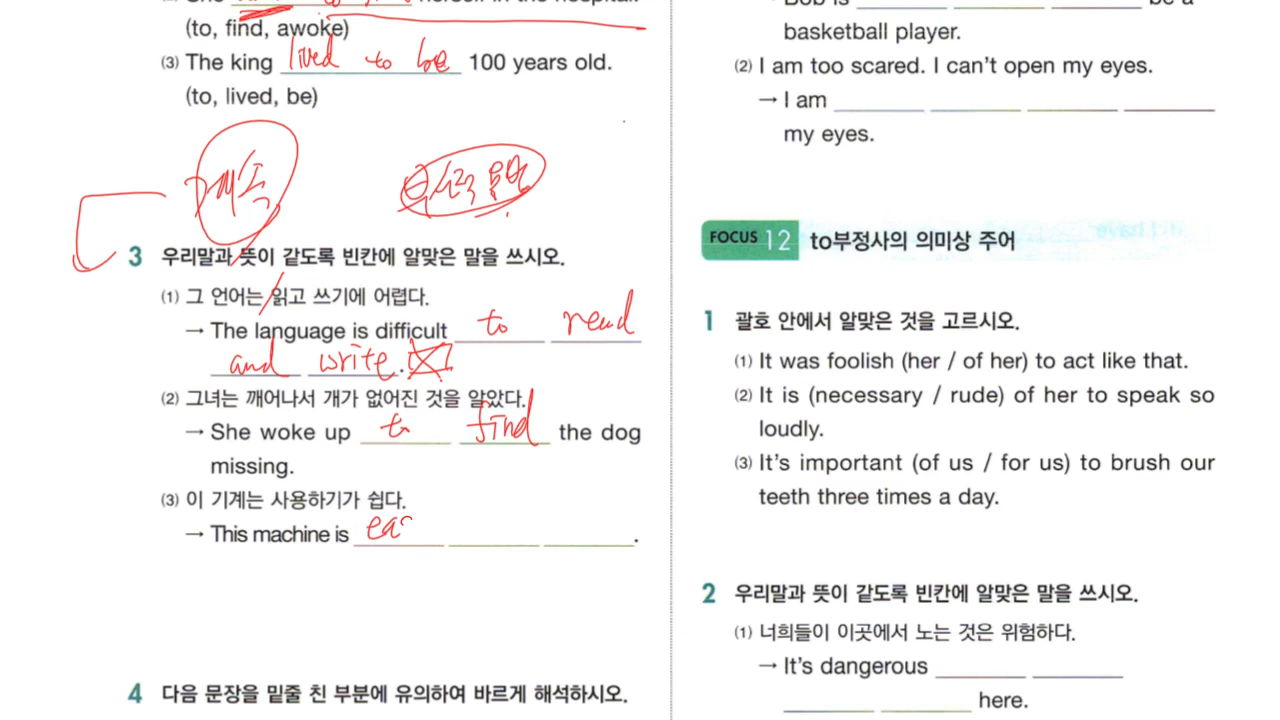 herself in the hospital.
(to, find, awoke)
(3) The king lived to be 100 years old.
(to, lived, be)
계속
3 우리말과 뜻이 같도록 빈칸에 알맞은 말을 쓰시오.
(1) 그 언어는 읽고 쓰기에 어렵다.
→ The language is difficult to read
and write.
(2) 그녀는 깨어나서 개가 없어진 것을 알았다.
→ She woke up to find the dog
missing.
(3) 이 기계는 사용하기가 쉽다.
→ This machine is eas
4 다음 문장을 밑줄 친 부분에 유의하여 바르게 해석하시오.
Bob is be a
basketball player.
(2) I am too scared. I can't open my eyes.
→ I am
my eyes.
FOCUS 12 to부정사의 의미상 주어
1 괄호 안에서 알맞은 것을 고르시오.
(1) It was foolish (her / of her) to act like that.
(2) It is (necessary / rude) of her to speak so
loudly.
(3) It's important (of us / for us) to brush our
teeth three times a day.
2 우리말과 뜻이 같도록 빈칸에 알맞은 말을 쓰시오.
(1) 너희들이 이곳에서 노는 것은 위험하다.
→ It's dangerous
here.